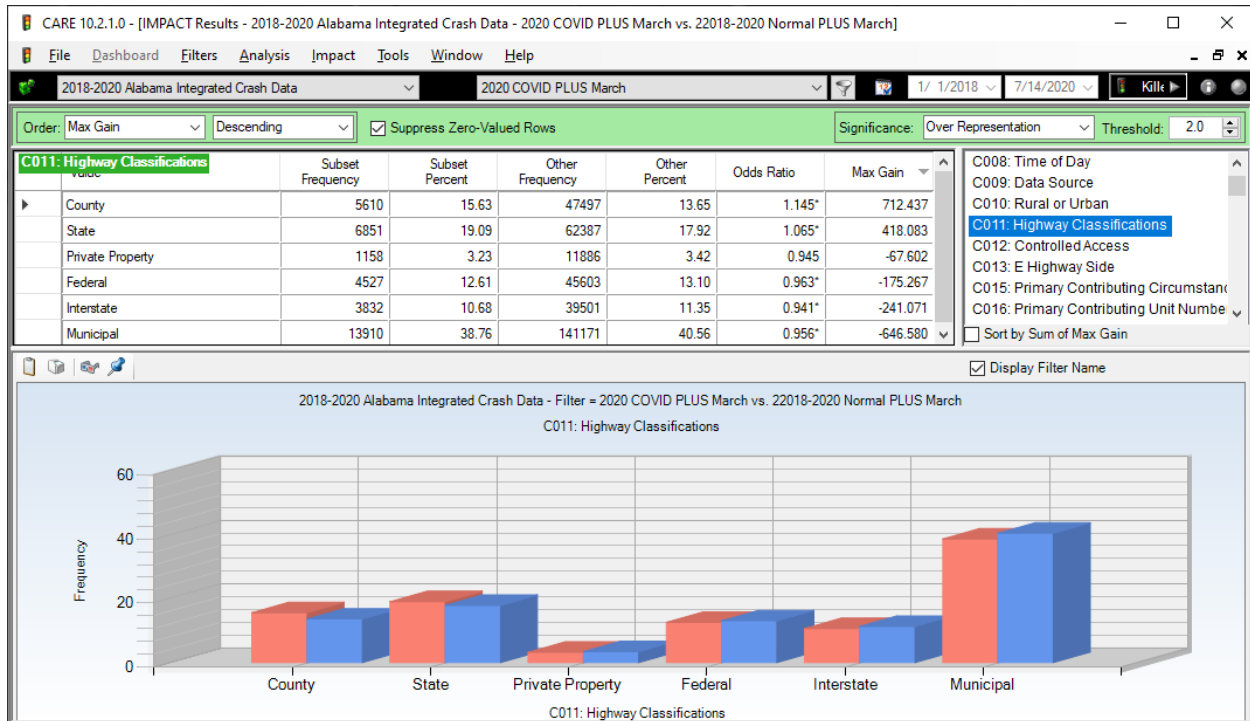 CARE 10.2.1.0 - [IMPACT Results - 2018-2020 Alabama Integrated Crash Data - 2020 COVID PLUS March vs. 22018-2020 Normal PLUS March]
File Dashboard Filters Analysis Impact Tools Window Help
2018-2020 Alabama Integrated Crash Data 2020 COVID PLUS March 1/ 1/2018 7/14/2020
Order: Max Gain Descending Suppress Zero-Valued Rows Significance: Over Representation Threshold: 2.0
C011: Highway Classifications Subset Frequency Subset Percent Other Frequency Other Percent Odds Ratio Max Gain
County 5610 15.63 47497 13.65 1.145* 712.437
State 6851 19.09 62387 17.92 1.065* 418.083
Private Property 1158 3.23 11886 3.42 0.945 -67.602
Federal 4527 12.61 45603 13.10 0.963* -175.267
Interstate 3832 10.68 39501 11.35 0.941* -241.071
Municipal 13910 38.76 141171 40.56 0.956* -646.580
C008: Time of Day
C009: Data Source
C010: Rural or Urban
C011: Highway Classifications
C012: Controlled Access
C013: E Highway Side
C015: Primary Contributing Circumstanc
C016: Primary Contributing Unit Numbe
Sort by Sum of Max Gain
Display Filter Name
2018-2020 Alabama Integrated Crash Data - Filter = 2020 COVID PLUS March vs. 22018-2020 Normal PLUS March
C011: Highway Classifications
Frequency
60
40
20
0
County State Private Property Federal Interstate Municipal
C011: Highway Classifications